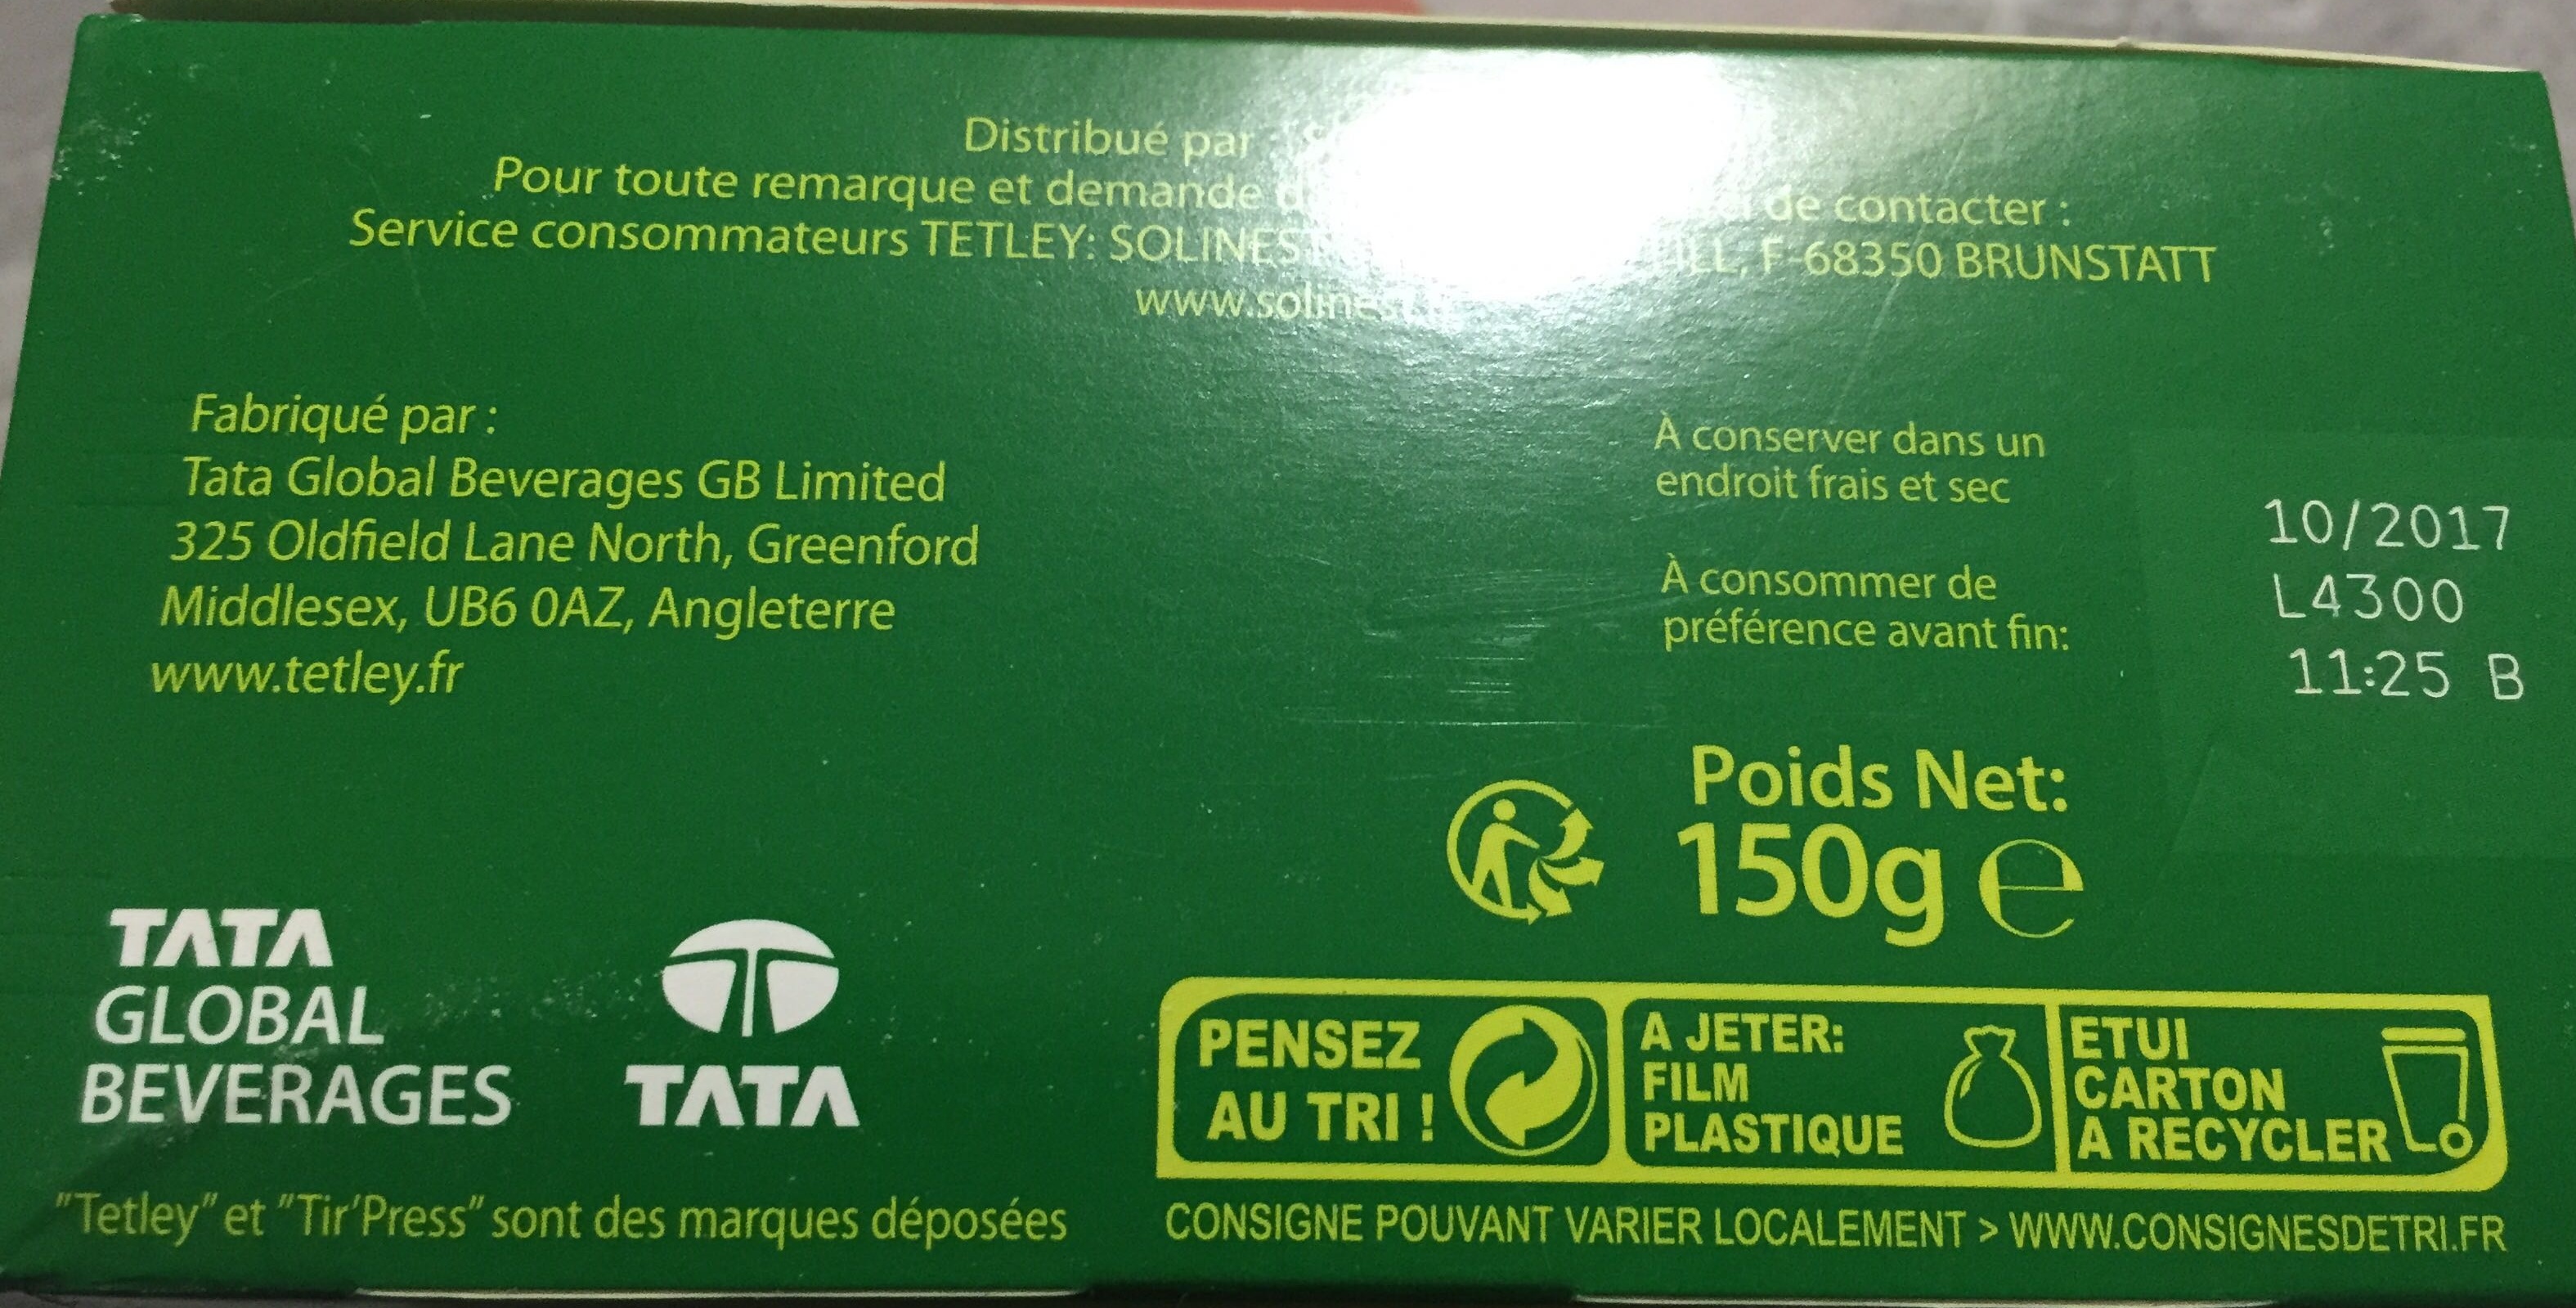 Distribué par
Pour toute remarque et demande
de contacter :
Service consommateurs TETLEY: SOLINEST
F-68350 BRUNSTATT
Fabriqué par :
Tata Global Beverages GB Limited
325 Oldfield Lane North, Greenford
Middlesex, UB6 0AZ, Angleterre
www.tetley.fr
À conserver dans un
endroit frais et sec
À consommer de
préférence avant fin:
10/2017
L4300
11:25 B
Poids Net:
150g e
TATA
GLOBAL
BEVERAGES
TATA
PENSEZ
AU TRI !
A JETER:
FILM
PLASTIQUE
ETUI
CARTON
A RECYCLER
"Tetley" et "Tir'Press" sont des marques déposées
CONSIGNE POUVANT VARIER LOCALEMENT > WWW.CONSIGNESDETRI.FR